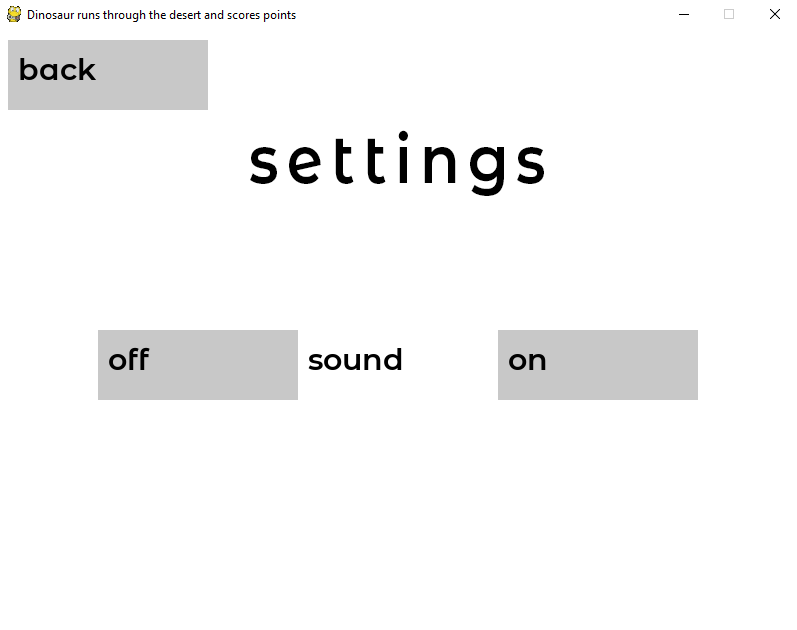 Dinosaur runs through the desert and scores points
back
settings
off sound on